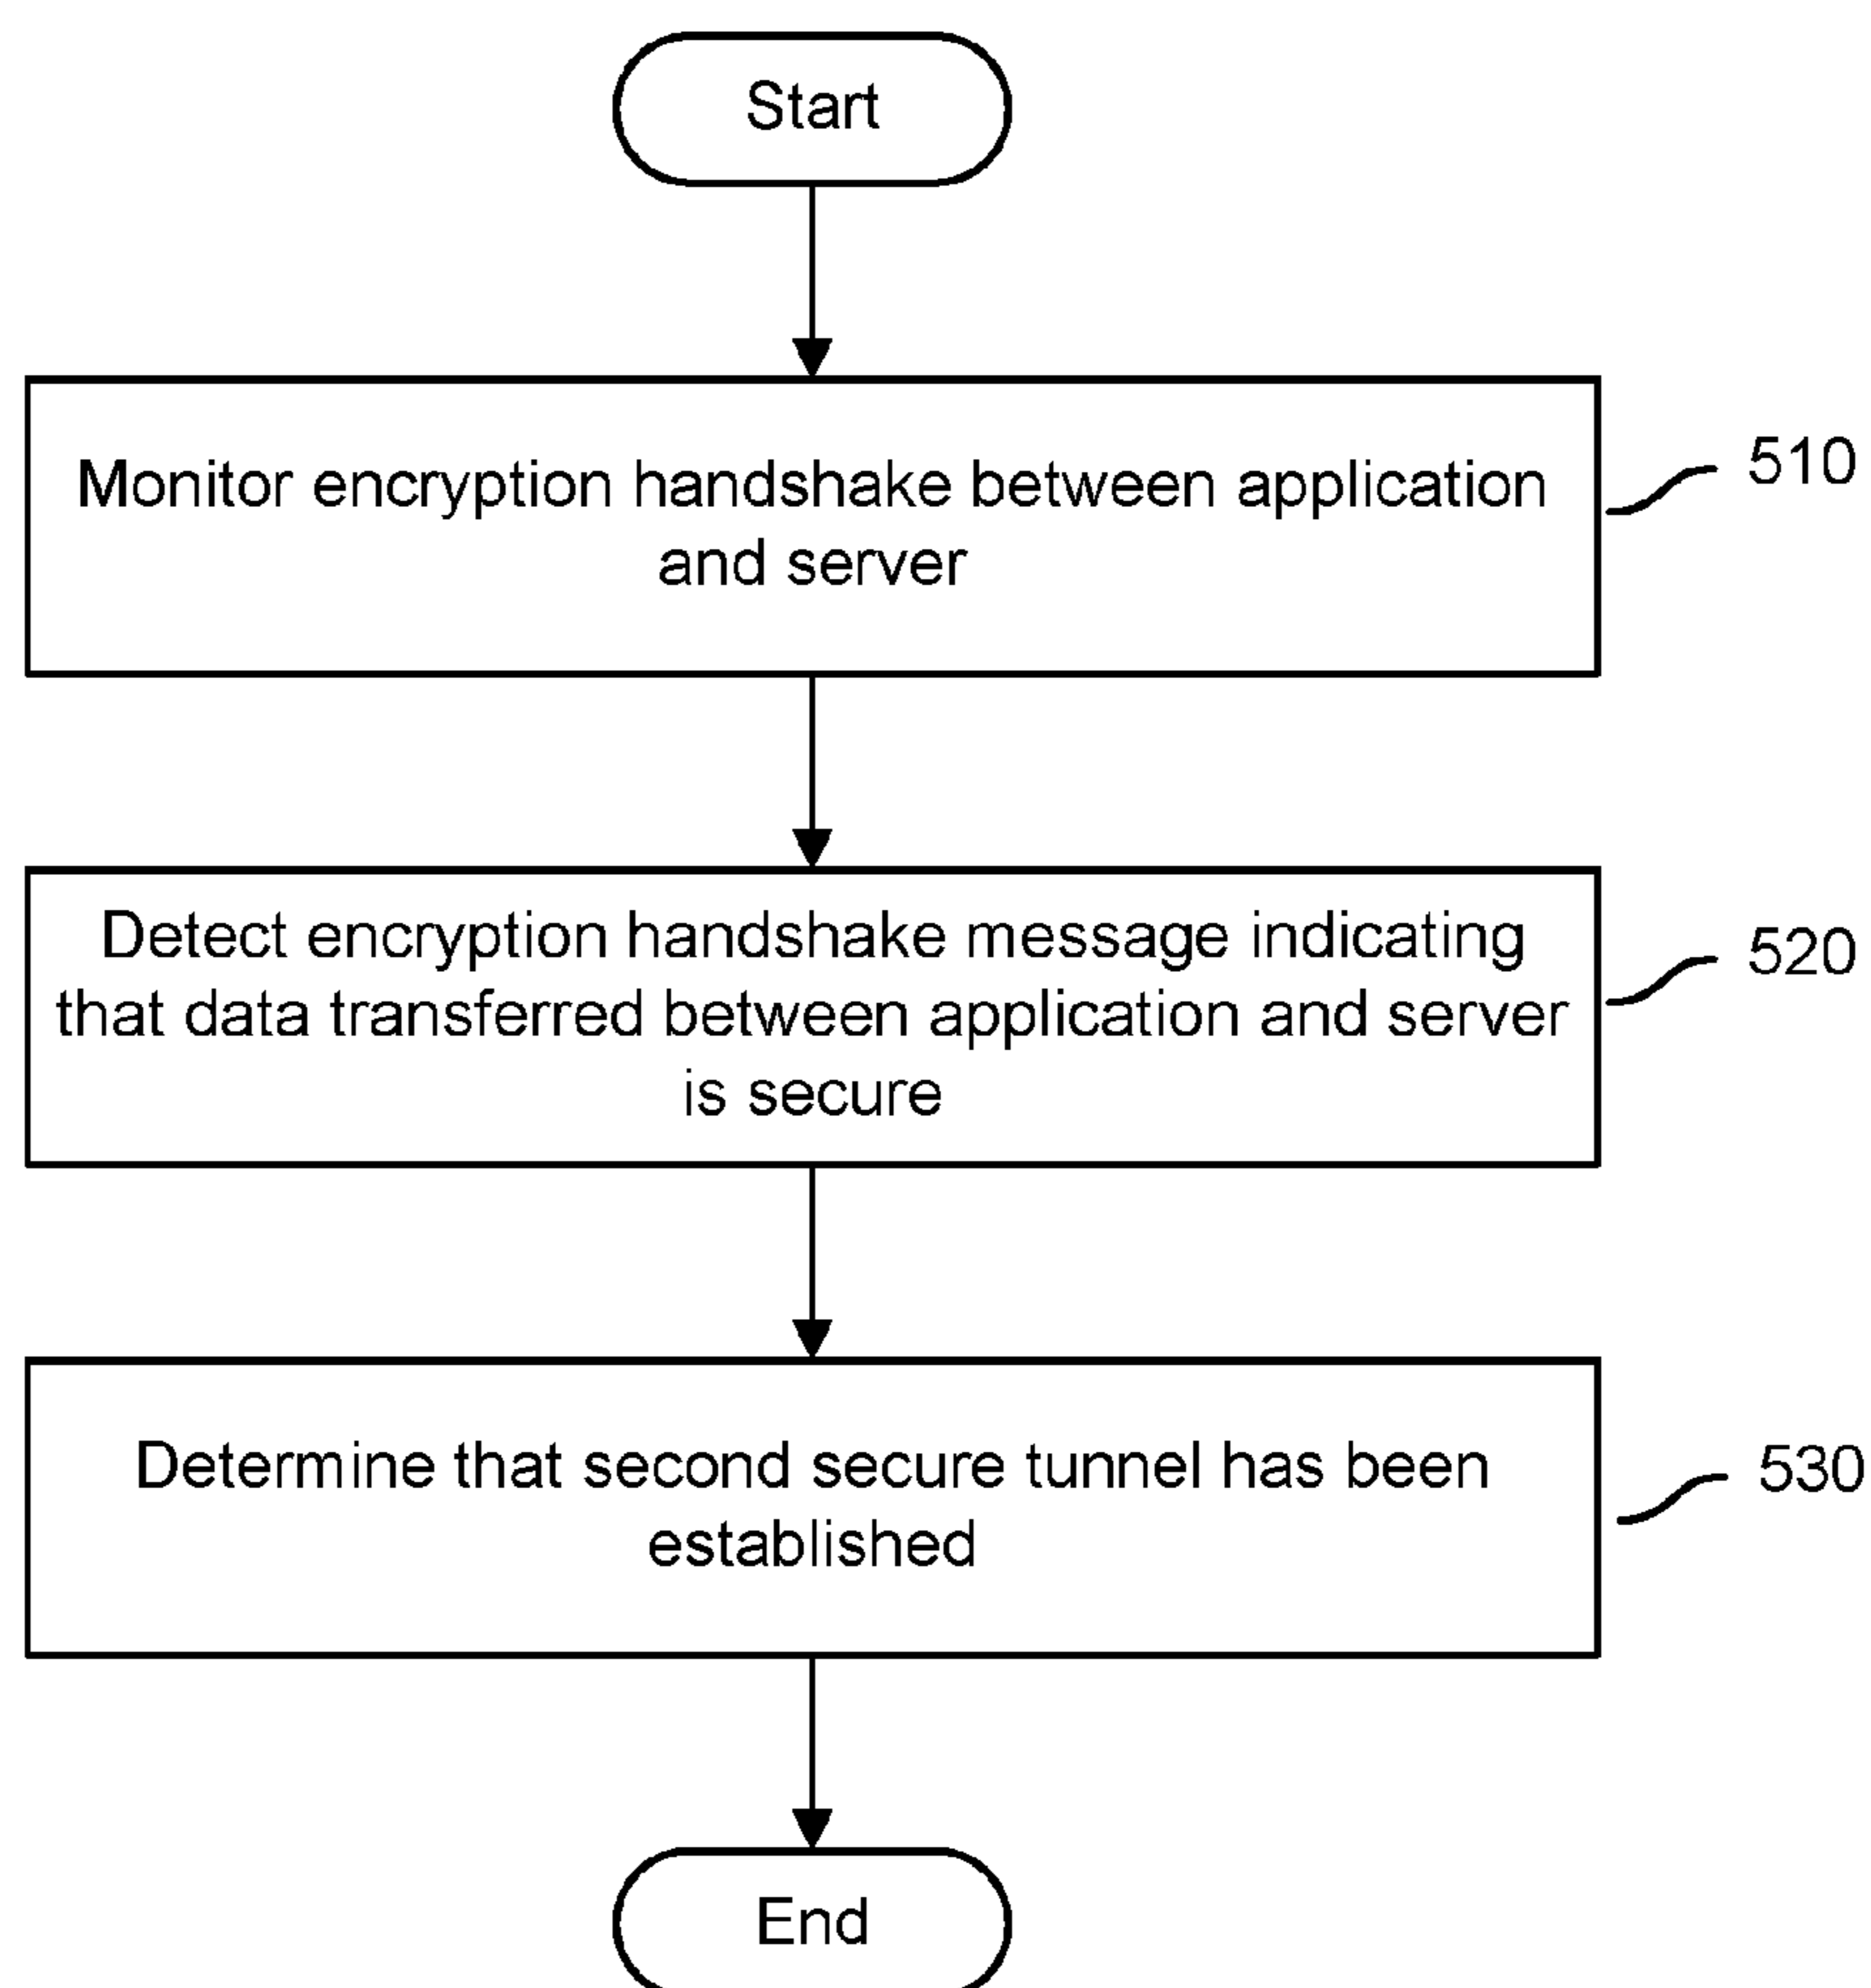 Start
Monitor encryption handshake between application
and server
510
Detect encryption handshake message indicating
that data transferred between application and server
is secure
520
Determine that second secure tunnel has been
established
530
End